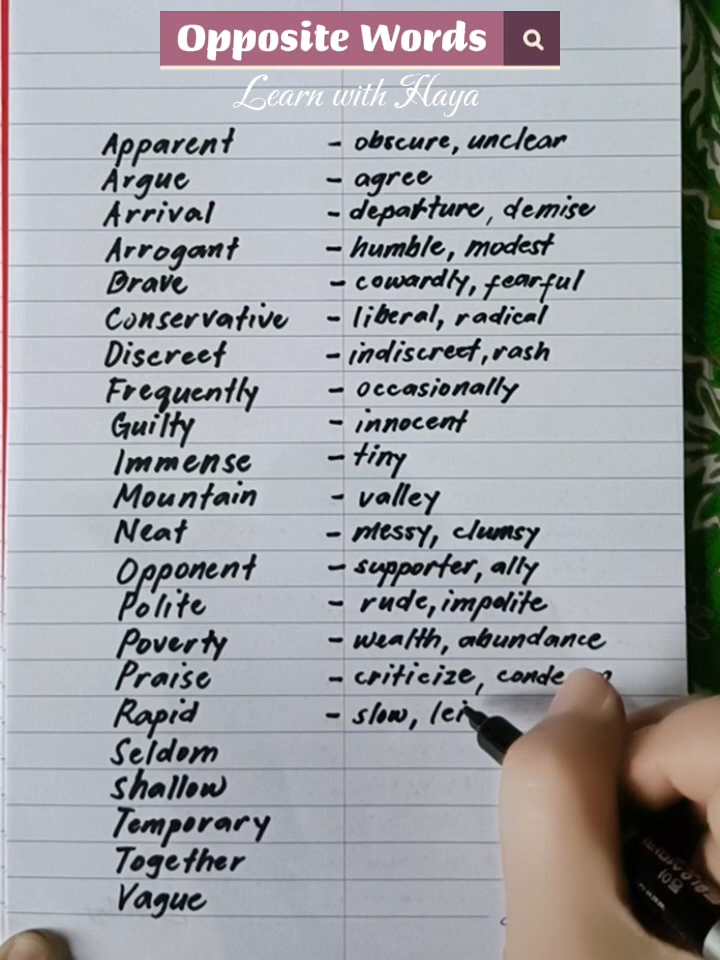 Opposite Words
Learn with Haya
Apparent - obscure, unclear
Argue - agree
Arrival - departure, demise
Arrogant - humble, modest
Brave - cowardly, fearful
Conservative - liberal, radical
Discreet - indiscreet, rash
Frequently - occasionally
Guilty - innocent
Immense - tiny
Mountain - valley
Neat - messy, clumsy
Opponent - supporter, ally
Polite - rude, impolite
Poverty - wealth, abundance
Praise - criticize,
Rapid - slow, lei
Seldom
Shallow
Temporary
Together
Vague